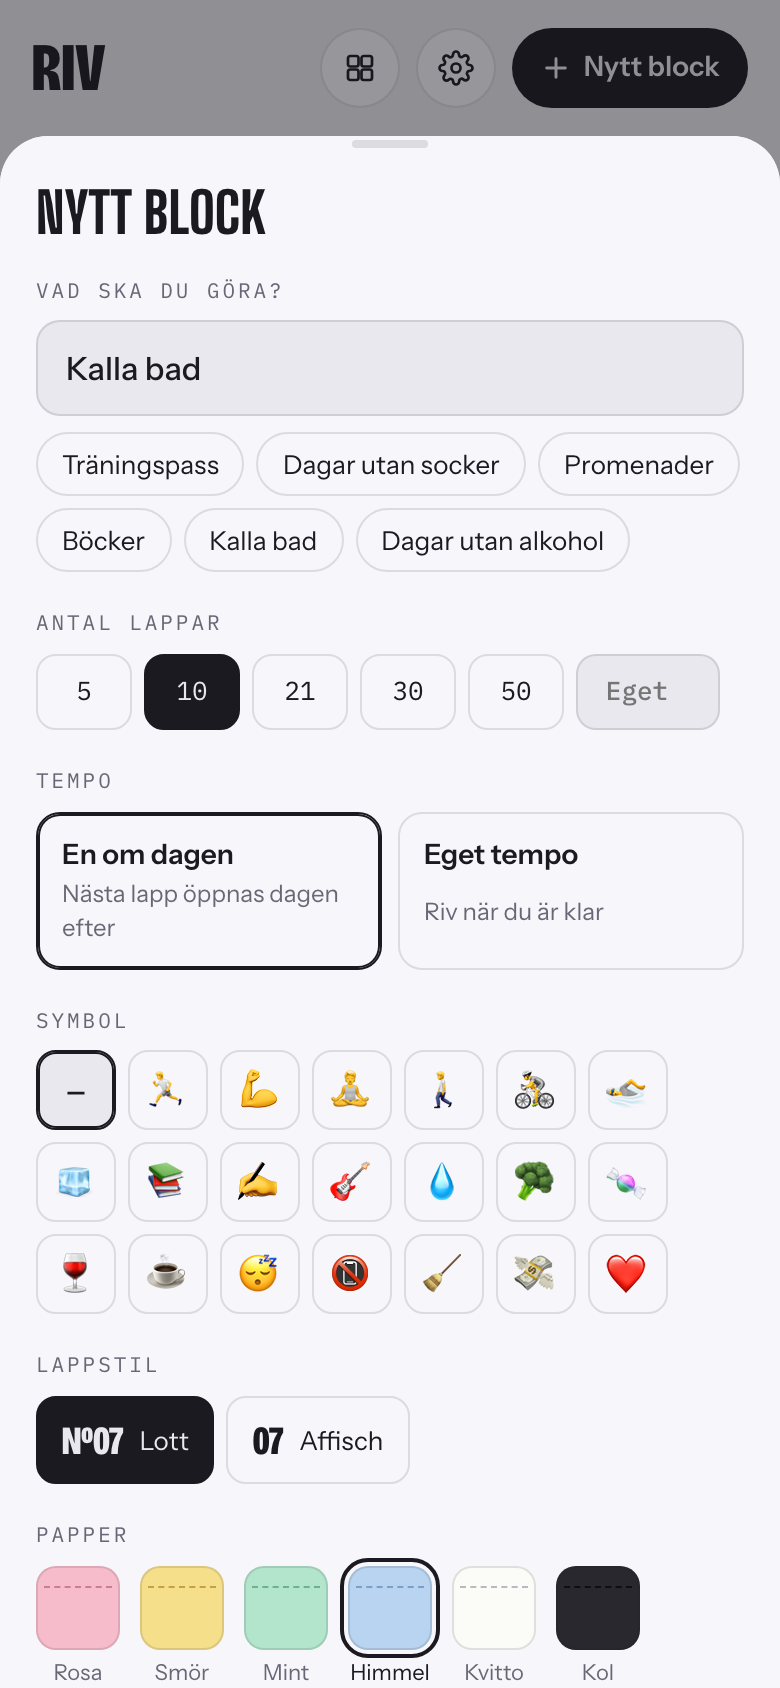 RIV
+ Nytt block
NYTT BLOCK
VAD SKA DU GÖRA?
Kalla bad
Träningspass Dagar utan socker Promenader
Böcker Kalla bad Dagar utan alkohol
ANTAL LAPPAR
5 10 21 30 50 Eget
TEMPO
En om dagen Eget tempo
Nästa lapp öppnas dagen
efter
Riv när du är klar
SYMBOL
–
LAPPSTIL
Nº07 Lott 07 Affisch
PAPPER
Rosa Smör Mint Himmel Kvitto Kol